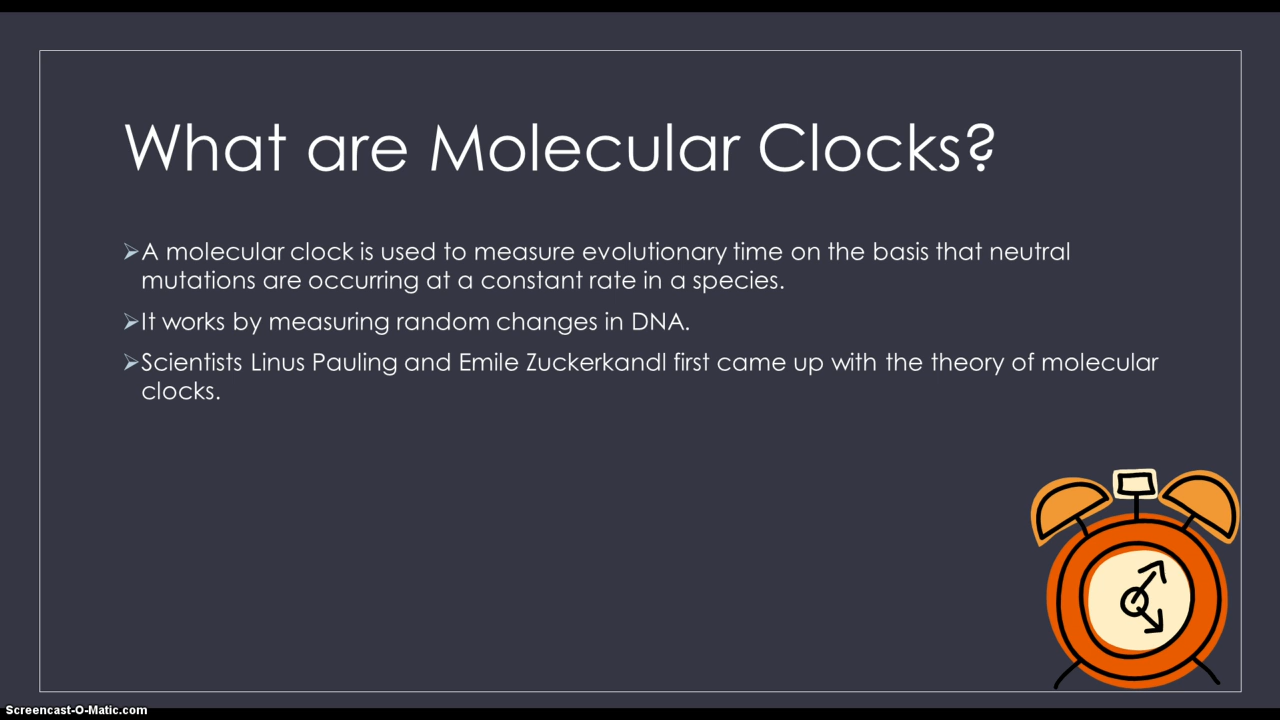 What are Molecular Clocks?
➢A molecular clock is used to measure evolutionary time on the basis that neutral
mutations are occurring at a constant rate in a species.
➢It works by measuring random changes in DNA.
➢Scientists Linus Pauling and Emile Zuckerkandl first came up with the theory of molecular
clocks.
Screencast-O-Matic.com